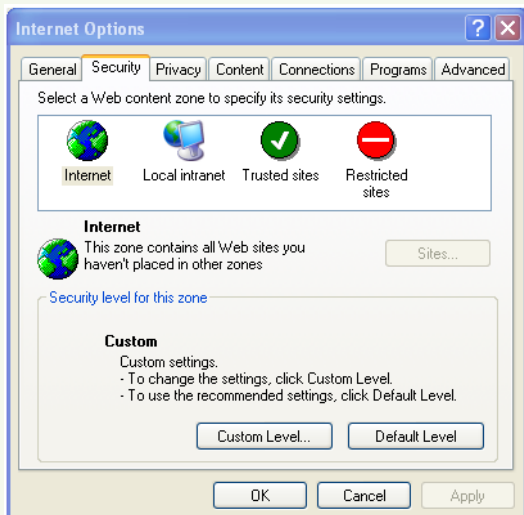 Internet Options
General Security Privacy Content Connections Programs Advanced
Select a Web content zone to specify its security settings.
Internet Local intranet Trusted sites Restricted
sites
Internet
This zone contains all Web sites you
haven't placed in other zones
Sites...
Security level for this zone
Custom
Custom settings.
- To change the settings, click Custom Level.
- To use the recommended settings, click Default Level.
Custom Level... Default Level
OK Cancel Apply